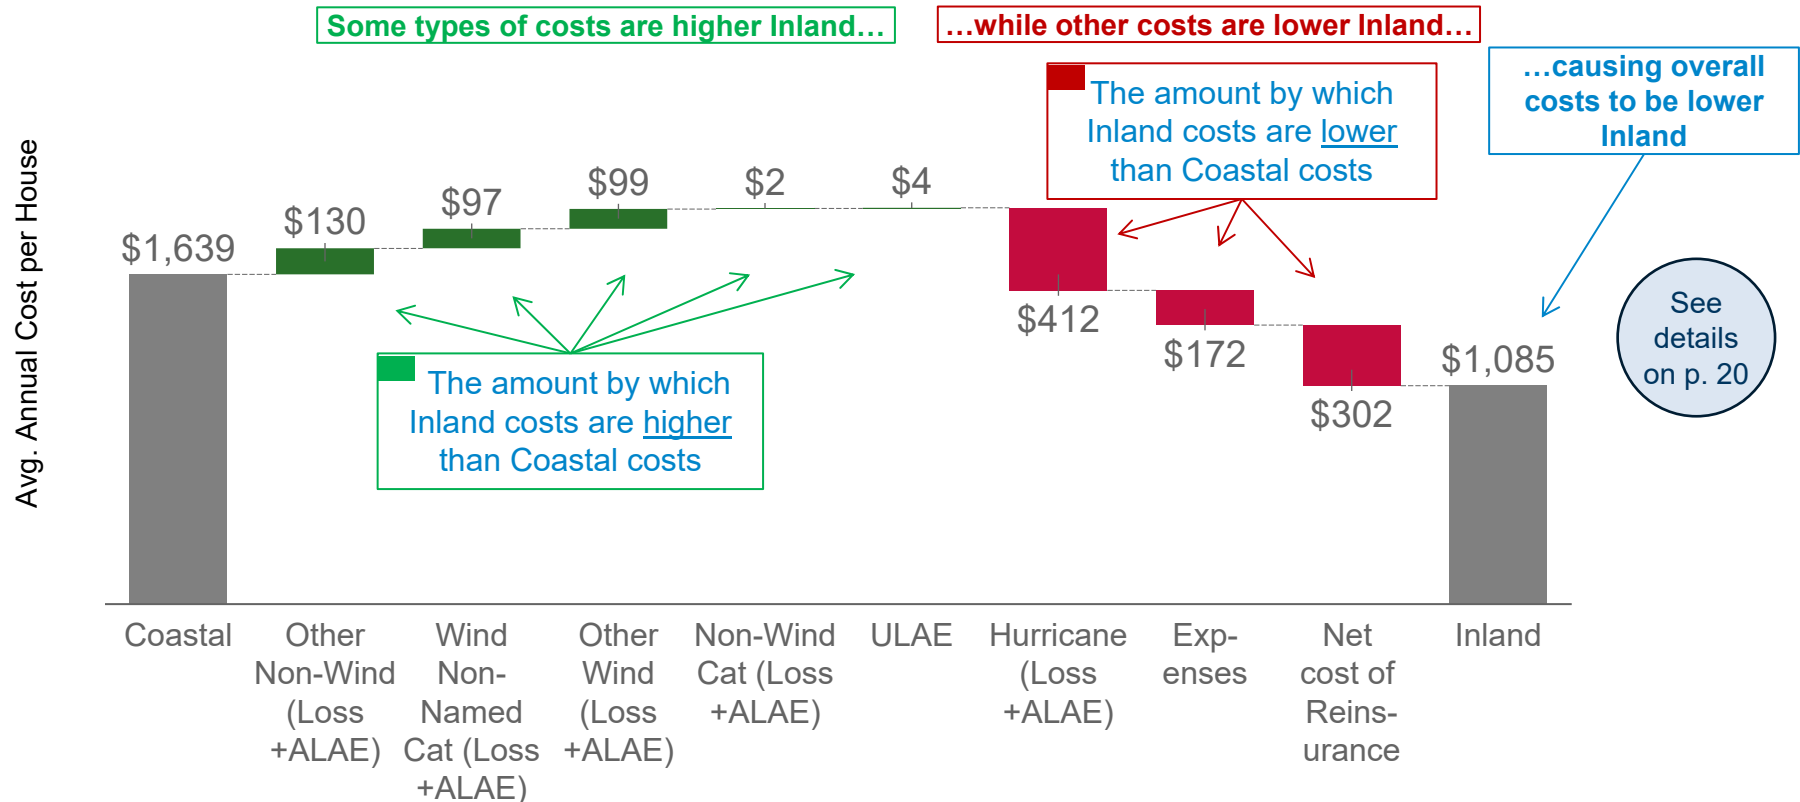 Some types of costs are higher Inland…
…while other costs are lower Inland…
…causing overall
costs to be lower
Inland
The amount by which
Inland costs are lower
than Coastal costs
Avg. Annual Cost per House
$1,639
$130
$97
$99
$2
$4
$412
$172
$302
$1,085
See
details
on p. 20
The amount by which
Inland costs are higher
than Coastal costs
Coastal
Other
Non-Wind
(Loss
+ALAE)
Wind
Non-
Named
Cat (Loss
+ALAE)
Other
Wind
(Loss
+ALAE)
Non-Wind
Cat (Loss
+ALAE)
ULAE
Hurricane
(Loss
+ALAE)
Exp-
enses
Net
cost of
Reins-
urance
Inland